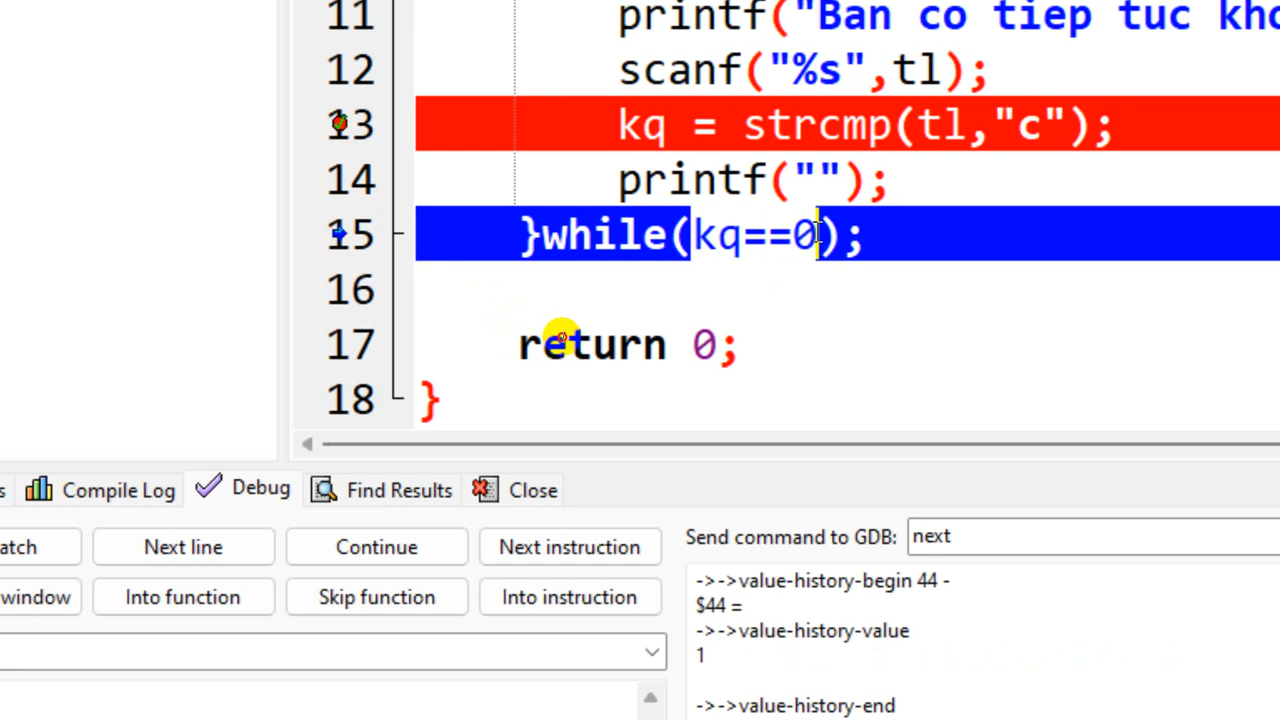 11 printf("Ban co tiep tuc kho
12 scanf("%s",tl);
13 kq = strcmp(tl,"c");
14 printf("");
15 }while(kq==0);
16
17 return 0;
18 }
s Compile Log Debug Find Results Close
atch Next line Continue Next instruction
window Into function Skip function Into instruction
Send command to GDB: next
->->value-history-begin 44 -
$44 =
->->value-history-value
1
->->value-history-end